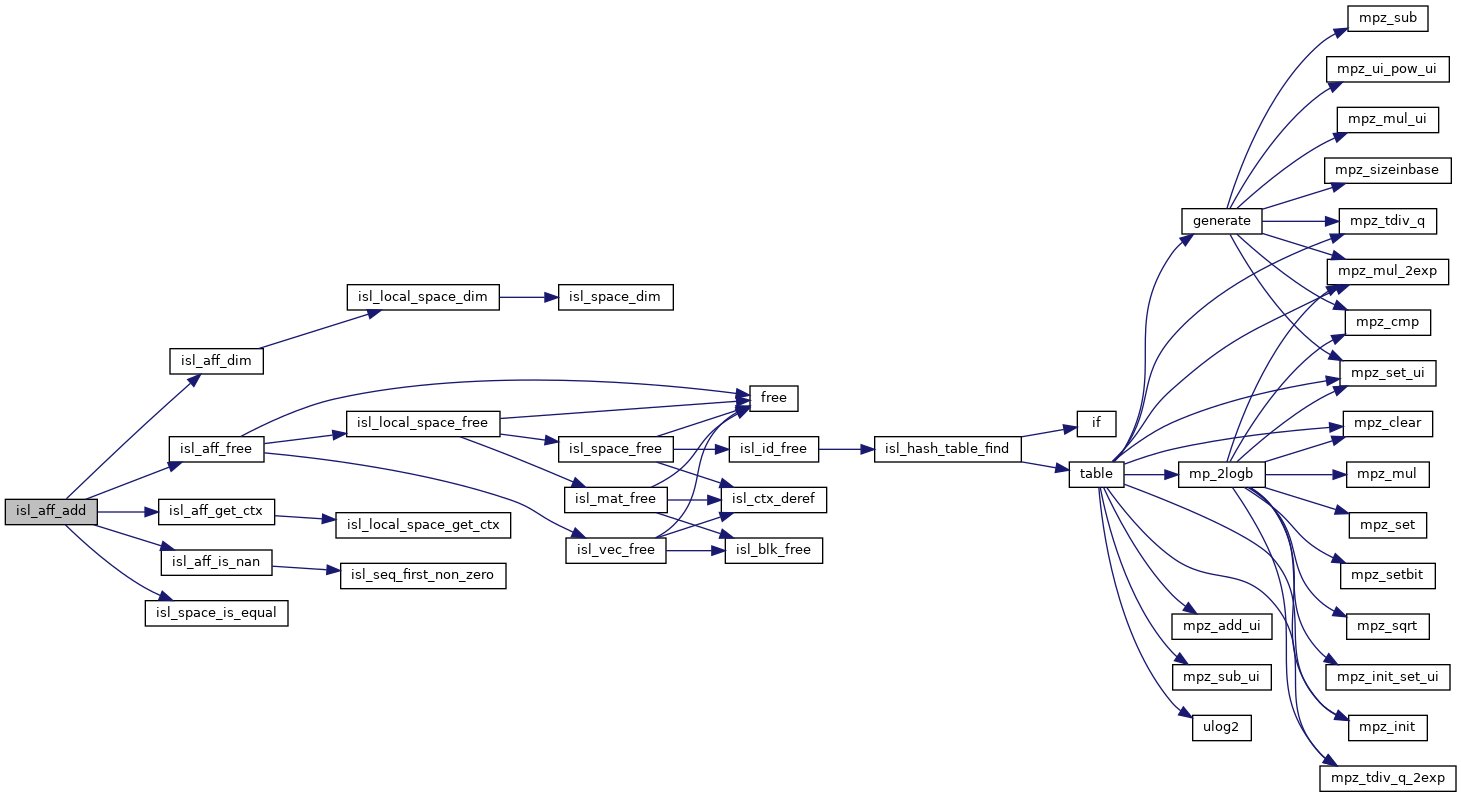 isl_aff_add
isl_aff_dim
isl_aff_free
isl_aff_get_ctx
isl_aff_is_nan
isl_space_is_equal
isl_local_space_dim
isl_local_space_free
isl_local_space_get_ctx
isl_seq_first_non_zero
isl_space_dim
isl_space_free
isl_mat_free
isl_vec_free
free
isl_id_free
isl_ctx_deref
isl_blk_free
isl_hash_table_find
if
table
generate
mp_2logb
mpz_add_ui
mpz_sub_ui
ulog2
mpz_sub
mpz_ui_pow_ui
mpz_mul_ui
mpz_sizeinbase
mpz_tdiv_q
mpz_mul_2exp
mpz_cmp
mpz_set_ui
mpz_clear
mpz_mul
mpz_set
mpz_setbit
mpz_sqrt
mpz_init_set_ui
mpz_init
mpz_tdiv_q_2exp